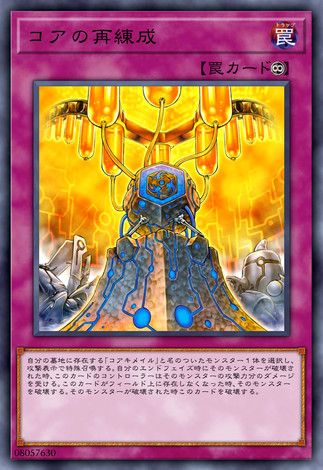 コアの再練成
トラップ
罠
【罠カード】
自分の墓地に存在する「コアキメイル」と名のついたモンスター１体を選択し、
攻撃表示で特殊召喚する。自分のエンドフェイズ時にそのモンスターが破壊さ
れた時、このカードのコントローラーはそのモンスターの攻撃力分のダメージ
を受ける。このカードがフィールド上に存在しなくなった時、そのモンスター
を破壊する。そのモンスターが破壊された時このカードを破壊する。
08057630